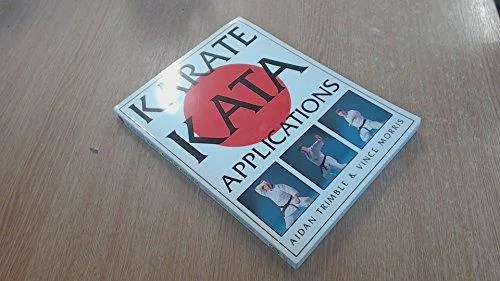 KARATE
KATA
APPLICATIONS
AIDAN TRIMBLE & VINCE MORRIS